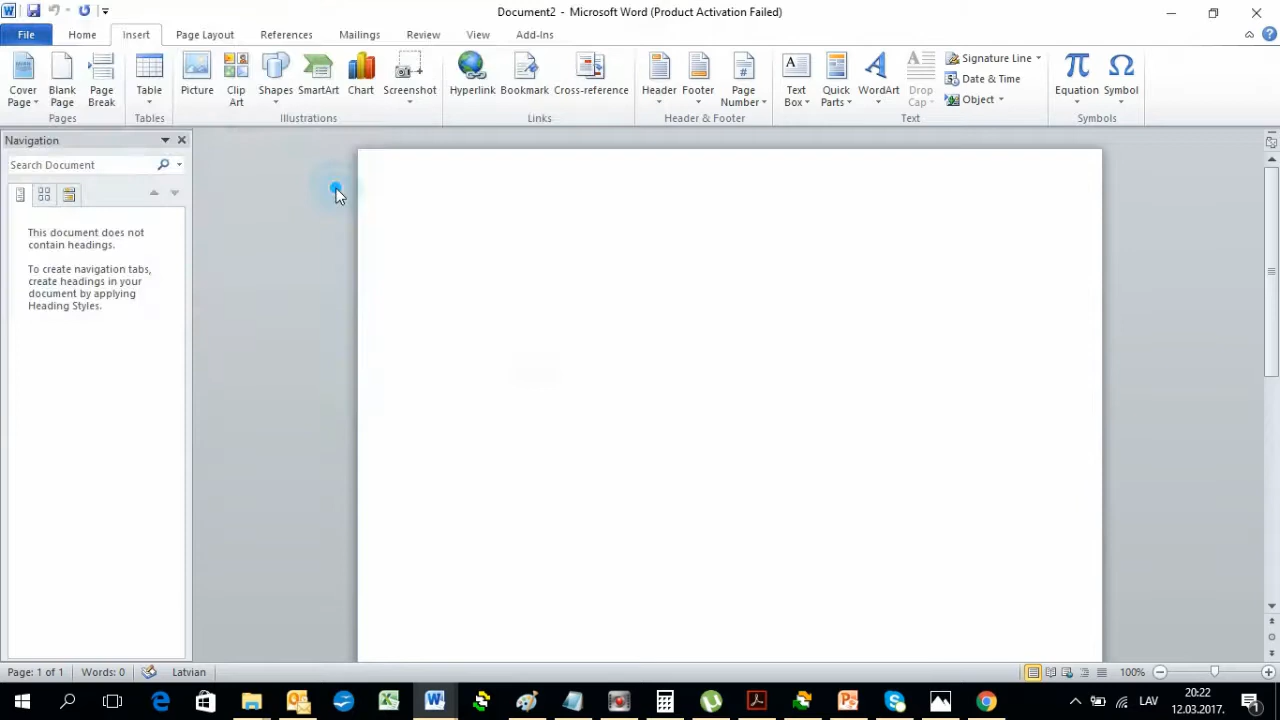 Document2 - Microsoft Word (Product Activation Failed)
File Home Insert Page Layout References Mailings Review View Add-Ins
Cover Page
Blank Page
Page Break
Table
Picture
Clip Art
Shapes
SmartArt
Chart
Screenshot
Hyperlink
Bookmark
Cross-reference
Header
Footer
Page Number
Text Box
Quick Parts
WordArt
Drop Cap
Signature Line
Date & Time
Object
Equation
Symbol
Pages Tables Illustrations Links Header & Footer Text Symbols
Navigation
Search Document
This document does not
contain headings.
To create navigation tabs,
create headings in your
document by applying
Heading Styles.
Page: 1 of 1 Words: 0 Latvian 100%
LAV
20:22
12.03.2017.